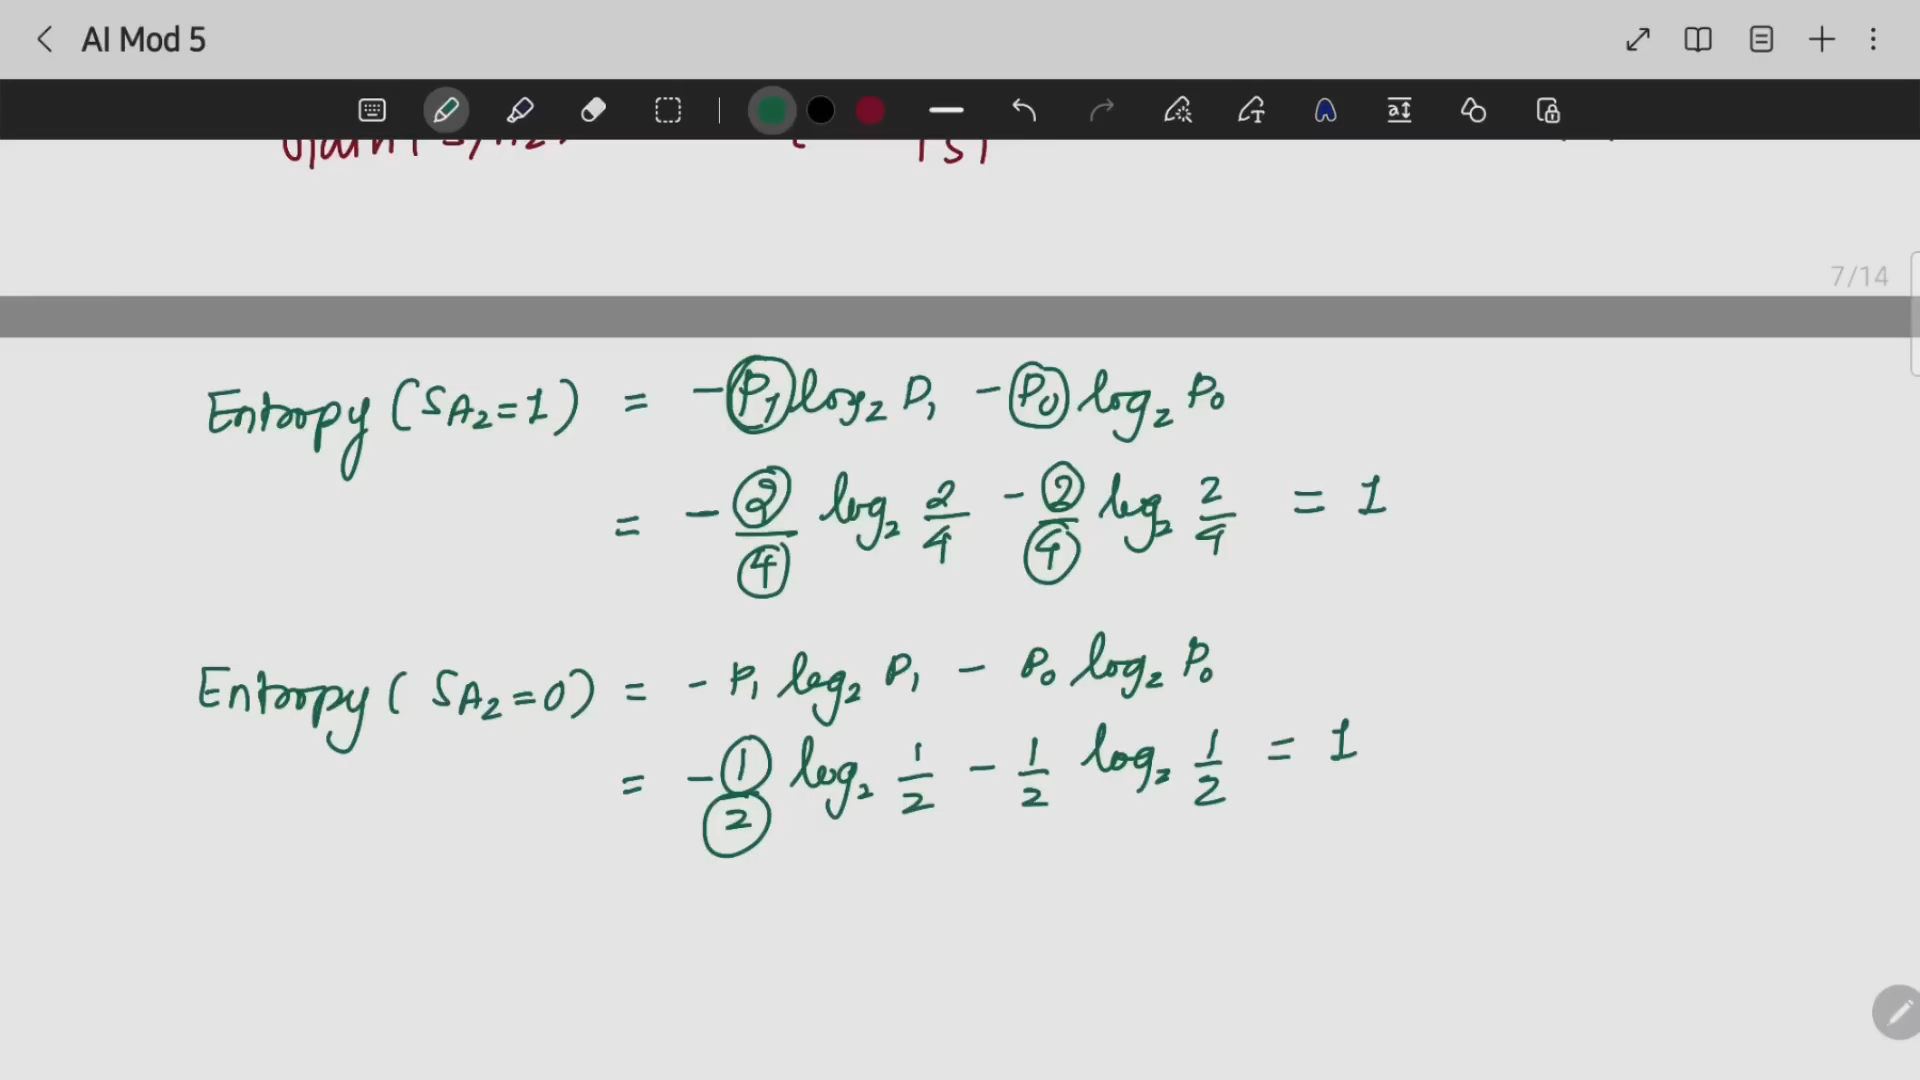 AI Mod 5
7/14
Entropy (S A₂=1) = -P₁ log₂ P₁ - P₀ log₂ P₀
= - 2/4 log₂ 2/4 - 2/4 log₂ 2/4 = 1
Entropy ( S A₂=0) = - P₁ log₂ P₁ - P₀ log₂ P₀
= - 1/2 log₂ 1/2 - 1/2 log₂ 1/2 = 1